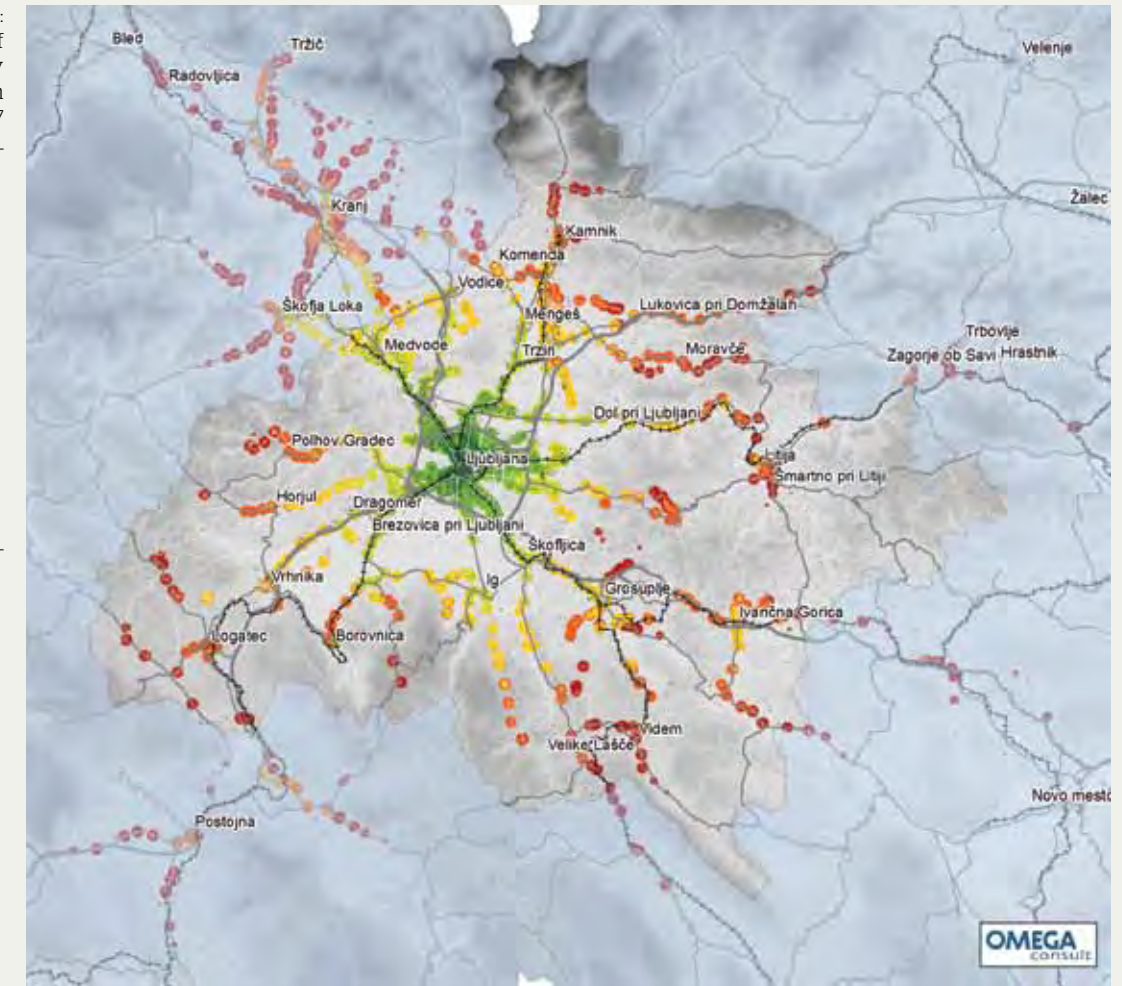 :
f
y
n
7
Bled
Tržič
Velenje
Radovljica
Žalec
Kranj
Kamnik
Komenda
Vodice
Škofja Loka
Mengeš
Lukovica pri Domžalah
Medvode
Trzin
Moravče
Trbovlje
Zagorje ob Savi
Hrastnik
Dol pri Ljubljani
Polhov Gradec
Ljubljana
Litija
Šmartno pri Litiji
Horjul
Dragomer
Brezovica pri Ljubljani
Škofljica
Vrhnika
Ig
Grosuplje
Ivančna Gorica
Logatec
Borovnica
Videm
Velike Lašče
Novo mesto
Postojna
OMEGA
consult